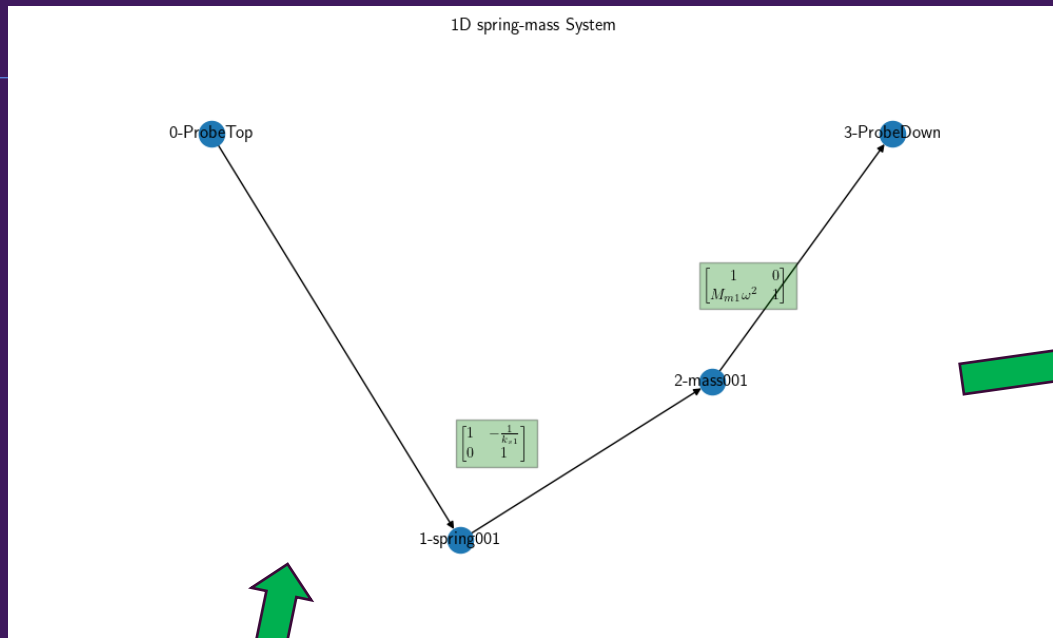 1D spring-mass System
0-ProbeTop
3-ProbeDown
[1 0]
[M_{m1}ω² 1]
2-mass001
[1 -1/k_{s1}]
[0 1]
1-spring001